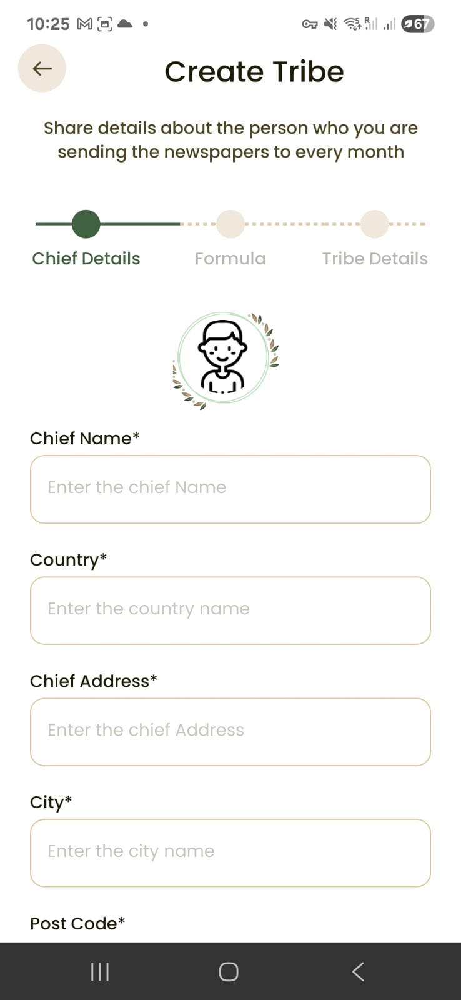 10:25
R
67
Create Tribe
Share details about the person who you are
sending the newspapers to every month
Chief Details
Formula
Tribe Details
Chief Name*
Enter the chief Name
Country*
Enter the country name
Chief Address*
Enter the chief Address
City*
Enter the city name
Post Code*